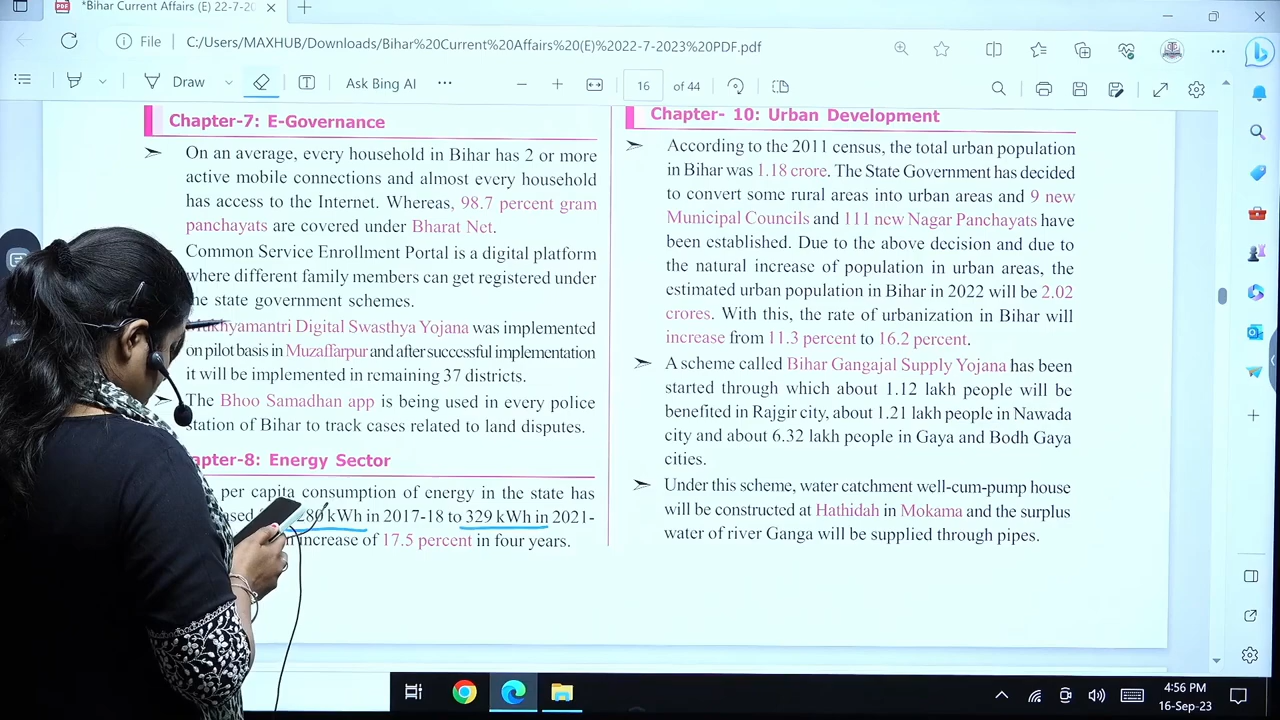 *Bihar Current Affairs (E) 22-7-20
File
C:/Users/MAXHUB/Downloads/Bihar%20Current%20Affairs%20(E)%2022-7-2023%20PDF.pdf
Draw
Ask Bing AI
16 of 44
Chapter-7: E-Governance
On an average, every household in Bihar has 2 or more
active mobile connections and almost every household
has access to the Internet. Whereas, 98.7 percent gram
panchayats are covered under Bharat Net.
Common Service Enrollment Portal is a digital platform
where different family members can get registered under
the state government schemes.
Mukhyamantri Digital Swasthya Yojana was implemented
on pilot basis in Muzaffarpur and after successful implementation
it will be implemented in remaining 37 districts.
The Bhoo Samadhan app is being used in every police
station of Bihar to track cases related to land disputes.
apter-8: Energy Sector
per capita consumption of energy in the state has
280 kWh in 2017-18 to 329 kWh in 2021-
increase of 17.5 percent in four years.
Chapter- 10: Urban Development
According to the 2011 census, the total urban population
in Bihar was 1.18 crore. The State Government has decided
to convert some rural areas into urban areas and 9 new
Municipal Councils and 111 new Nagar Panchayats have
been established. Due to the above decision and due to
the natural increase of population in urban areas, the
estimated urban population in Bihar in 2022 will be 2.02
crores. With this, the rate of urbanization in Bihar will
increase from 11.3 percent to 16.2 percent.
A scheme called Bihar Gangajal Supply Yojana has been
started through which about 1.12 lakh people will be
benefited in Rajgir city, about 1.21 lakh people in Nawada
city and about 6.32 lakh people in Gaya and Bodh Gaya
cities.
Under this scheme, water catchment well-cum-pump house
will be constructed at Hathidah in Mokama and the surplus
water of river Ganga will be supplied through pipes.
4:56 PM
16-Sep-23